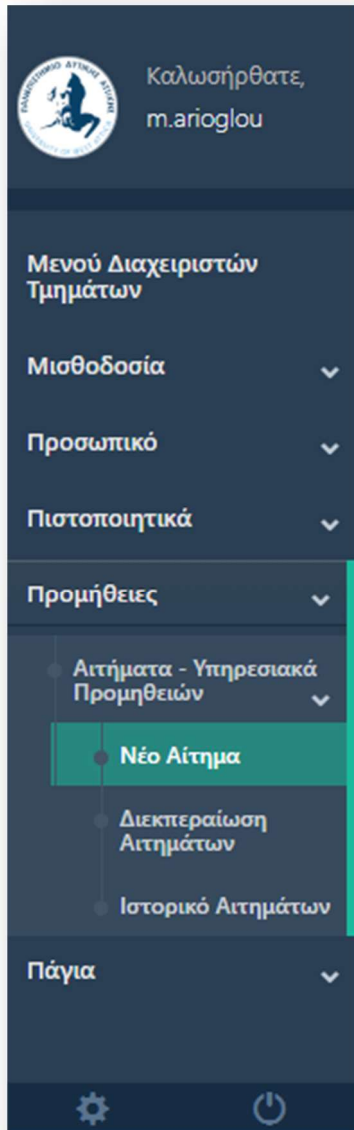 Καλωσήρθατε,
m.arioglou
Μενού Διαχειριστών
Τμημάτων
Μισθοδοσία
Προσωπικό
Πιστοποιητικά
Προμήθειες
Αιτήματα - Υπηρεσιακά
Προμηθειών
Νέο Αίτημα
Διεκπεραίωση
Αιτημάτων
Ιστορικό Αιτημάτων
Πάγια